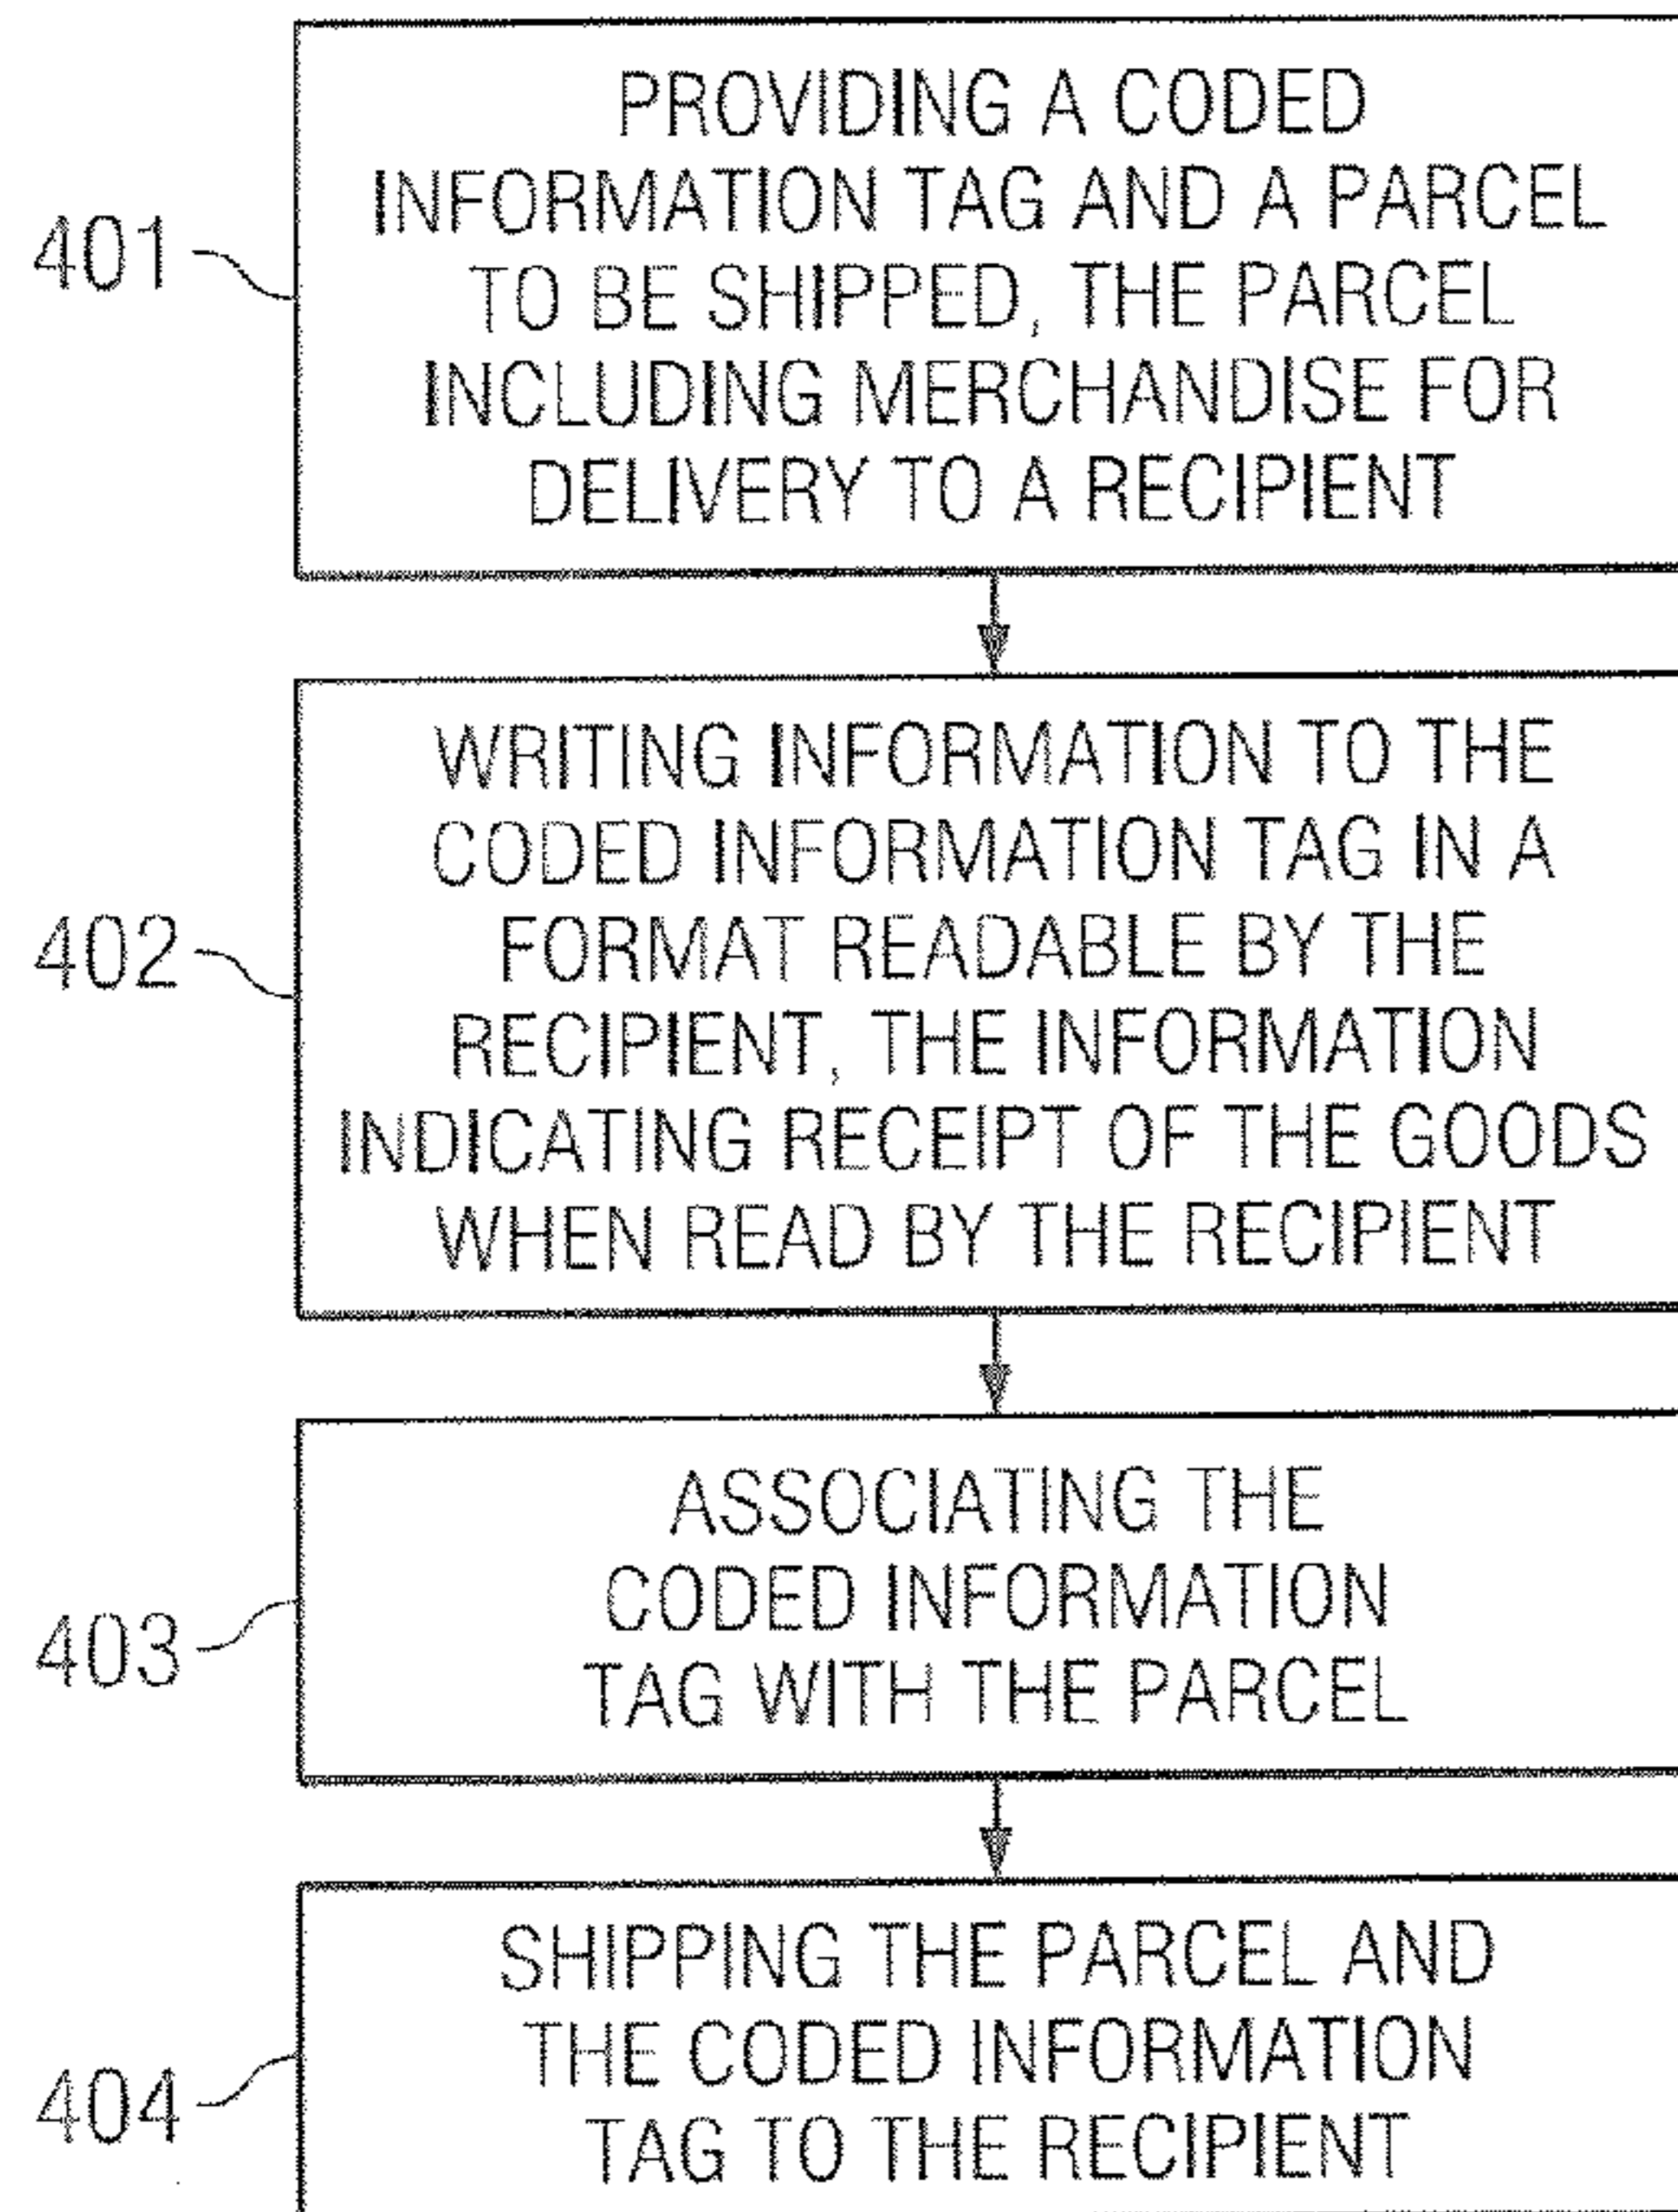 PROVIDING A CODED
INFORMATION TAG AND A PARCEL
TO BE SHIPPED, THE PARCEL
INCLUDING MERCHANDISE FOR
DELIVERY TO A RECIPIENT
401
WRITING INFORMATION TO THE
CODED INFORMATION TAG IN A
FORMAT READABLE BY THE
RECIPIENT, THE INFORMATION
INDICATING RECEIPT OF THE GOODS
WHEN READ BY THE RECIPIENT
402
ASSOCIATING THE
CODED INFORMATION
TAG WITH THE PARCEL
403
SHIPPING THE PARCEL AND
THE CODED INFORMATION
TAG TO THE RECIPIENT
404